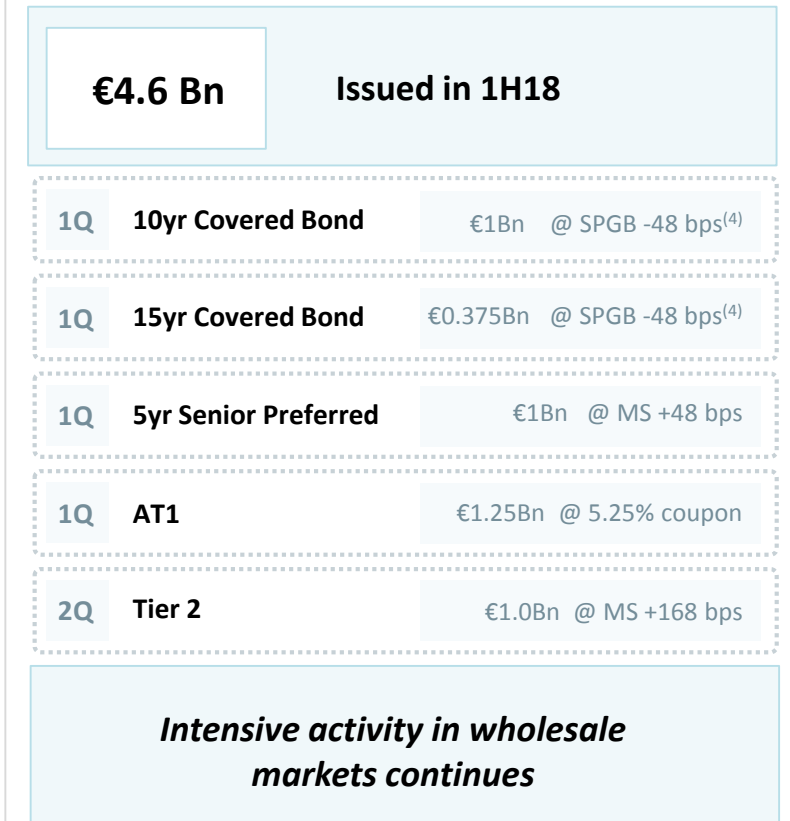 €4.6 Bn Issued in 1H18
1Q 10yr Covered Bond €1Bn @ SPGB -48 bps(4)
1Q 15yr Covered Bond €0.375Bn @ SPGB -48 bps(4)
1Q 5yr Senior Preferred €1Bn @ MS +48 bps
1Q AT1 €1.25Bn @ 5.25% coupon
2Q Tier 2 €1.0Bn @ MS +168 bps
Intensive activity in wholesale
markets continues